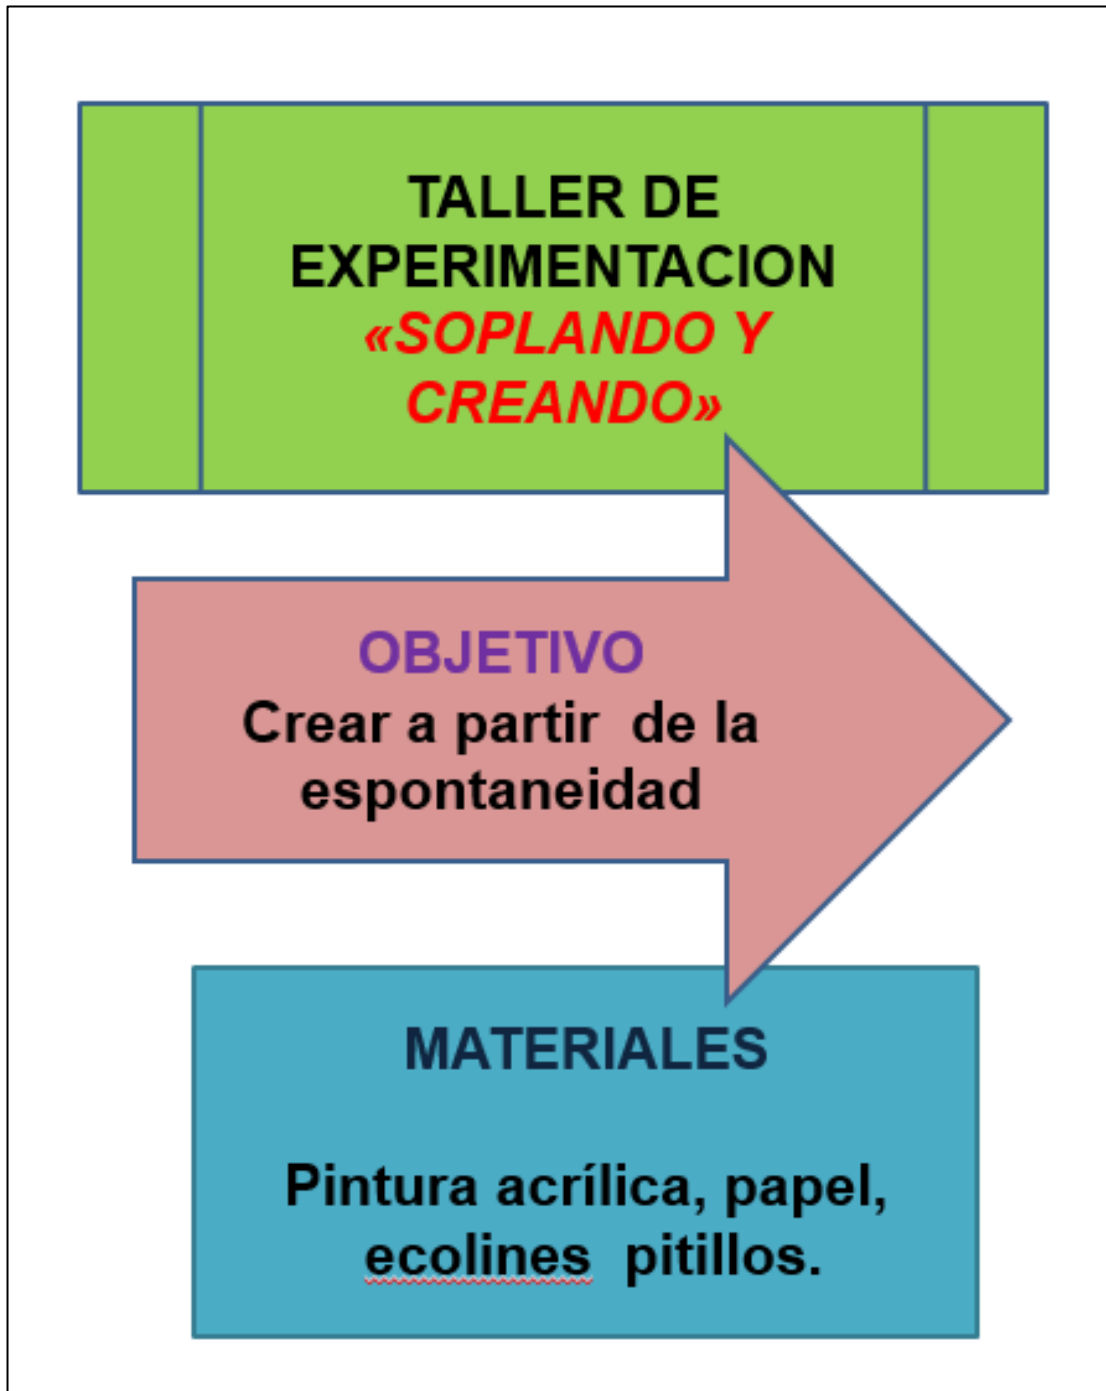 TALLER DE
EXPERIMENTACION
«SOPLANDO Y
CREANDO»
OBJETIVO
Crear a partir  de la
espontaneidad
MATERIALES
Pintura acrílica, papel,
ecolines  pitillos.